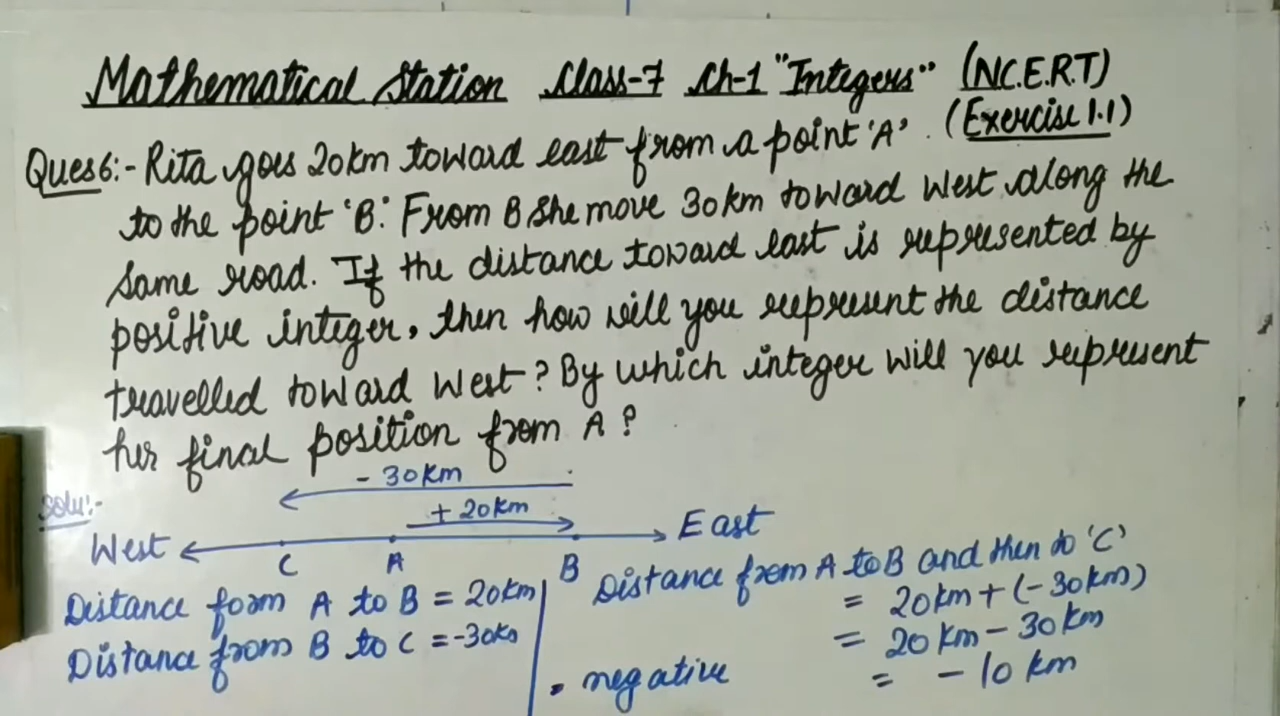 Mathematical Station Class-7 Ch-1 "Integers" (N.C.E.R.T)
(Exercise 1.1)
Ques6:- Rita goes 20km toward east from a point 'A'.
to the point 'B'. From B she move 30km toward West along the
same road. If the distance toward east is represented by
positive integer, then how will you represent the distance
travelled toward West? By which integer will you represent
her final position from A?
Solu:-
- 30km
+ 20km
West East
C A B
Distance form A to B = 20km
Distance from B to C = -30km
Distance from A to B and then to 'C'
= 20km + (-30km)
= 20km - 30km
= - 10 km
negative